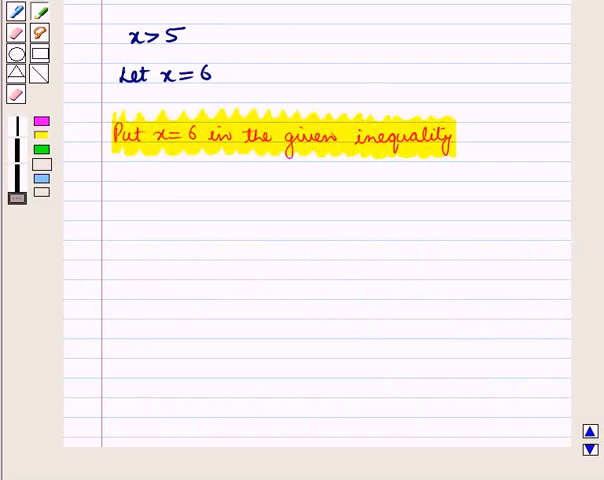 x > 5
Let x = 6
Put x = 6 in the given inequality